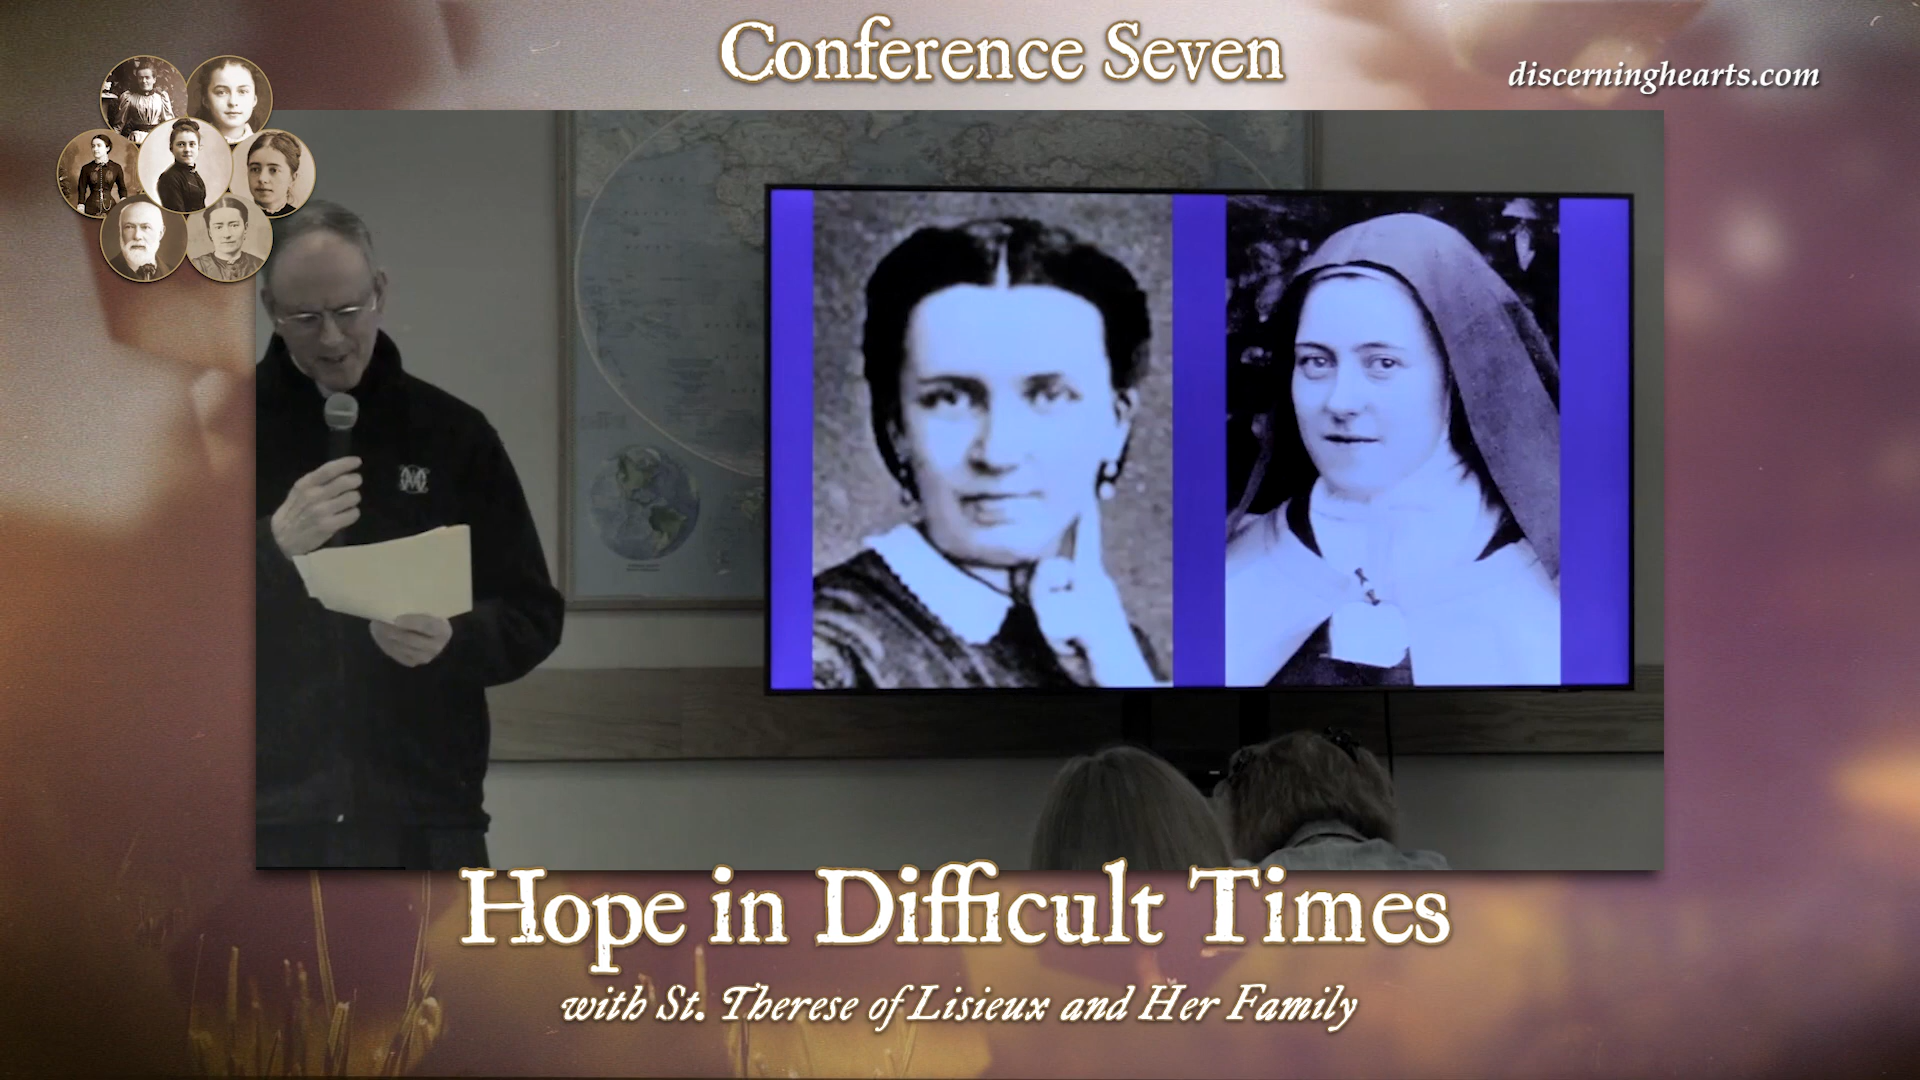 Conference Seven
discerninghearts.com
Hope in Difficult Times
with St. Therese of Lisieux and Her Family